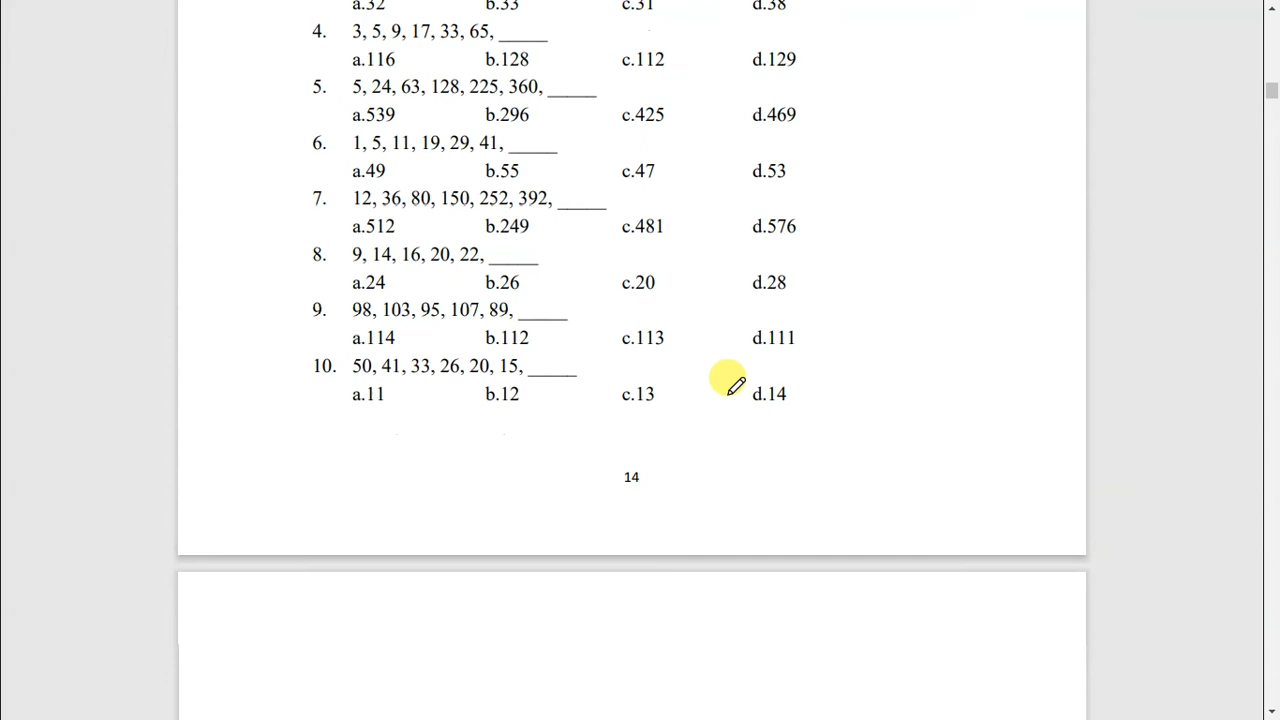 a.32 b.33 c.31 d.38
4. 3, 5, 9, 17, 33, 65, _____
a.116 b.128 c.112 d.129
5. 5, 24, 63, 128, 225, 360, _____
a.539 b.296 c.425 d.469
6. 1, 5, 11, 19, 29, 41, _____
a.49 b.55 c.47 d.53
7. 12, 36, 80, 150, 252, 392, _____
a.512 b.249 c.481 d.576
8. 9, 14, 16, 20, 22, _____
a.24 b.26 c.20 d.28
9. 98, 103, 95, 107, 89, _____
a.114 b.112 c.113 d.111
10. 50, 41, 33, 26, 20, 15, _____
a.11 b.12 c.13 d.14
14